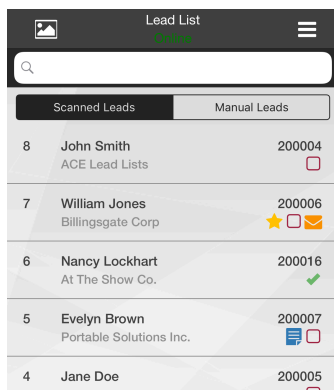 Lead List
Online
Scanned Leads
Manual Leads
8 John Smith 200004
ACE Lead Lists
7 William Jones 200006
Billingsgate Corp
6 Nancy Lockhart 200016
At The Show Co.
5 Evelyn Brown 200007
Portable Solutions Inc.
4 Jane Doe 200005